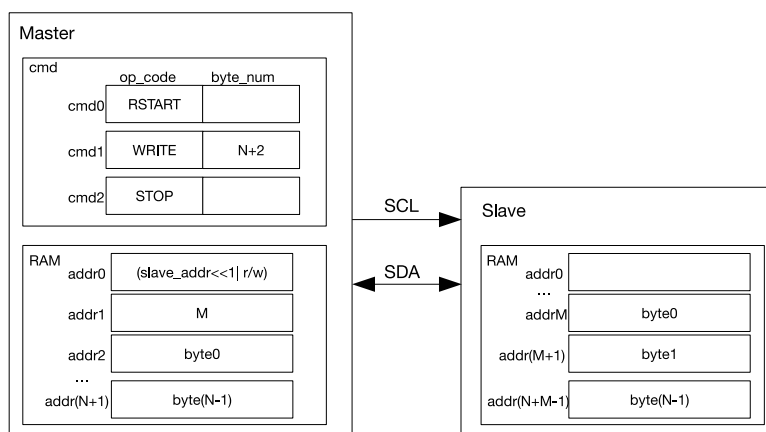 Master
cmd
op_code byte_num
cmd0 RSTART
cmd1 WRITE N+2
cmd2 STOP
RAM
addr0 (slave_addr<<1| r/w)
addr1 M
addr2 byte0
...
addr(N+1) byte(N-1)
SCL
SDA
Slave
RAM
addr0
...
addrM byte0
addr(M+1) byte1
addr(N+M-1) byte(N-1)